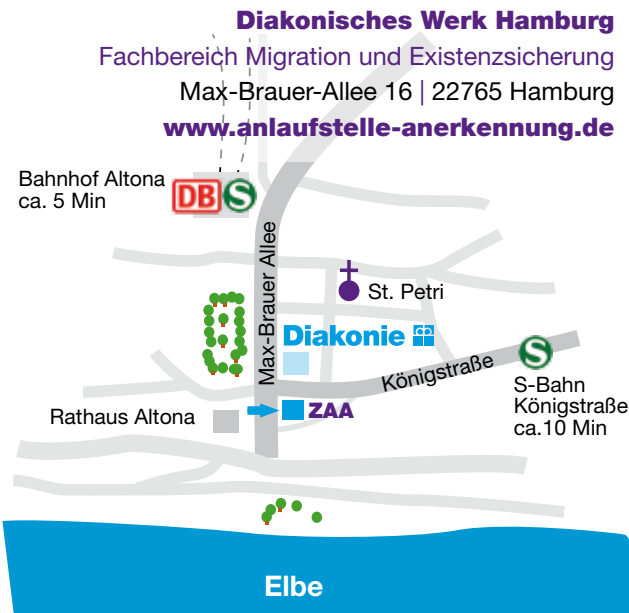 Diakonisches Werk Hamburg
Fachbereich Migration und Existenzsicherung
Max-Brauer-Allee 16 | 22765 Hamburg
www.anlaufstelle-anerkennung.de
Bahnhof Altona
ca. 5 Min
DB S
Max-Brauer Allee
St. Petri
Diakonie
Königstraße
S
S-Bahn
Königstraße
ca.10 Min
Rathaus Altona
ZAA
Elbe